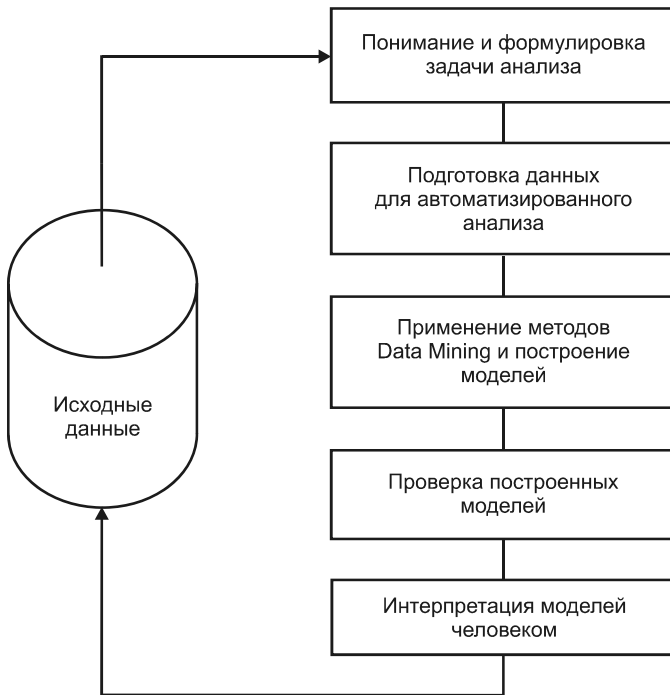 Понимание и формулировка
задачи анализа
Подготовка данных
для автоматизированного
анализа
Применение методов
Data Mining и построение
моделей
Исходные
данные
Проверка построенных
моделей
Интерпретация моделей
человеком